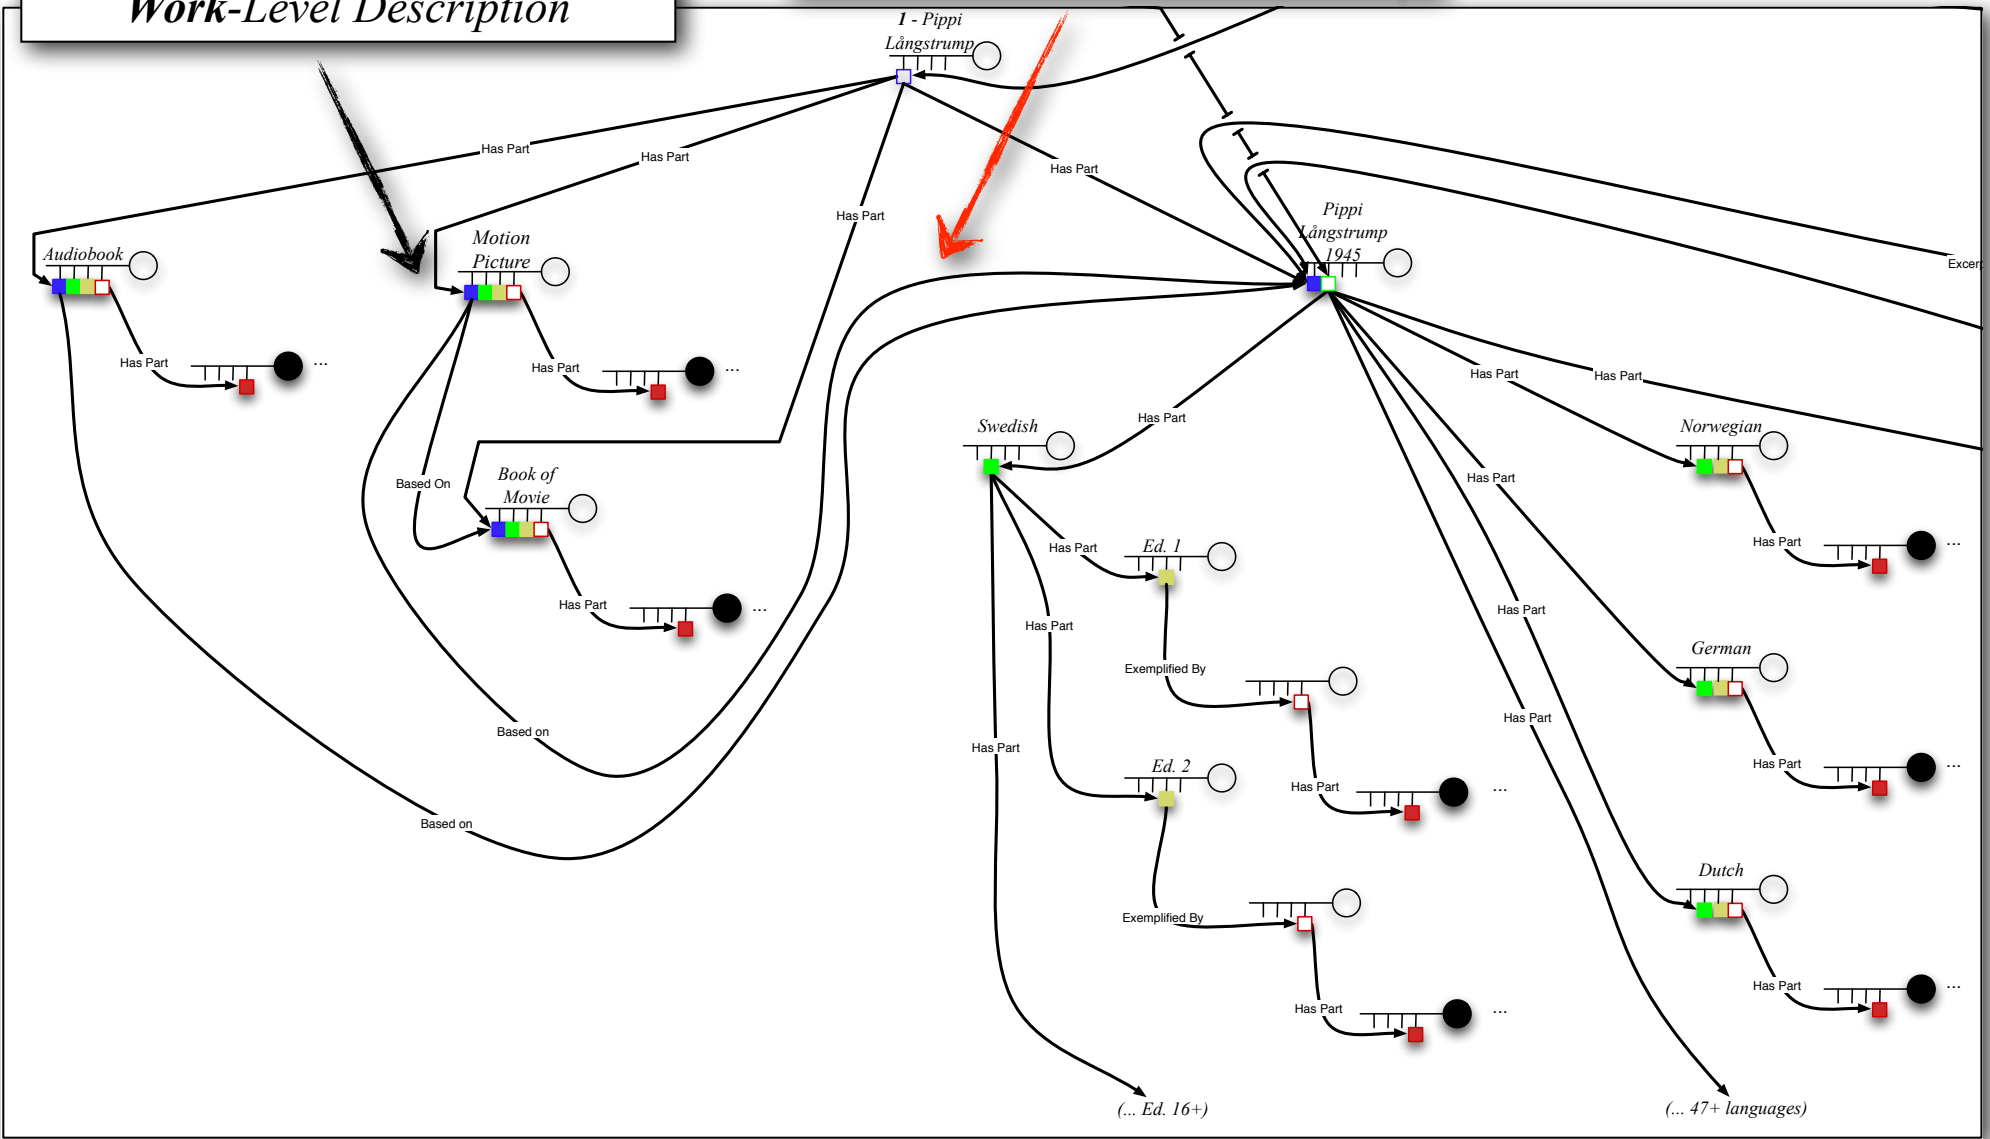 Work-Level Description
1 - Pippi
Långstrump
Has Part
Has Part
Has Part
Has Part
Pippi
Långstrump
1945
Audiobook
Motion
Picture
Has Part
Has Part
Has Part
Has Part
Has Part
Swedish
Norwegian
Based On
Book of
Movie
Has Part
Has Part
Ed. 1
Has Part
Has Part
Has Part
Has Part
German
Exemplified By
Based on
Has Part
Has Part
Ed. 2
Has Part
Has Part
Based on
Dutch
Exemplified By
Has Part
Has Part
(... Ed. 16+)
(... 47+ languages)